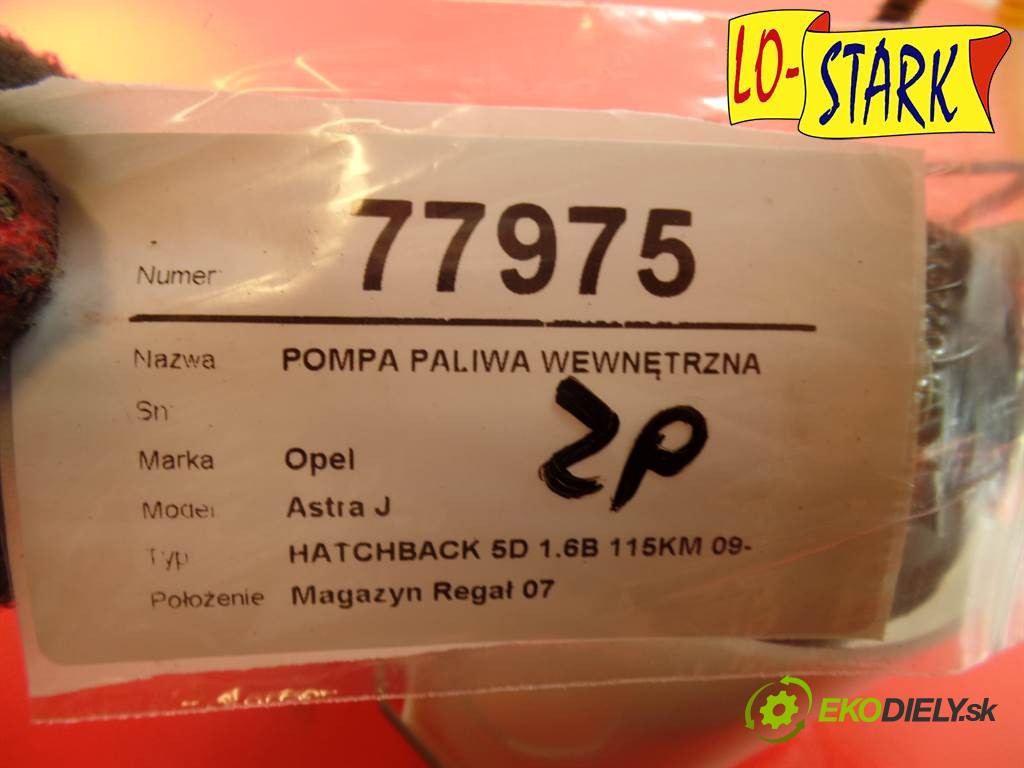 LO-STARK
Numer 77975
Nazwa POMPA PALIWA WEWNĘTRZNA
Sn
ZP
Marka Opel
Model Astra J
Typ HATCHBACK 5D 1.6B 115KM 09-
Położenie Magazyn Regał 07
EKODIELY.sk